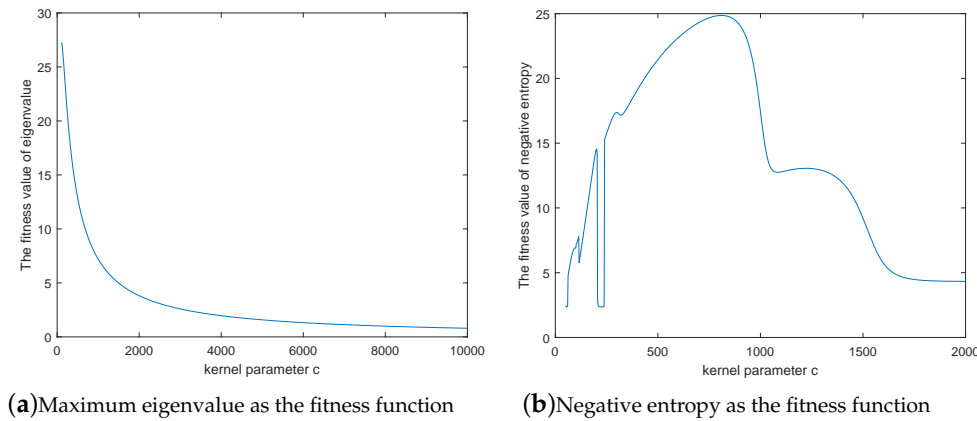 30
25
20
15
10
5
0
The fitness value of eigenvalue
0 2000 4000 6000 8000 10000
kernel parameter c
(a)Maximum eigenvalue as the fitness function
25
20
15
10
5
0
The fitness value of negative entropy
0 500 1000 1500 2000
kernel parameter c
(b)Negative entropy as the fitness function